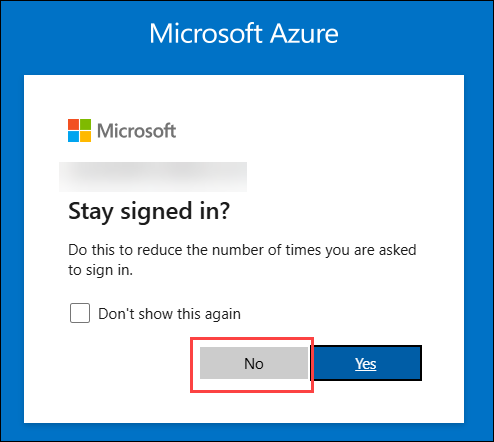 Microsoft Azure
Microsoft
Stay signed in?
Do this to reduce the number of times you are asked
to sign in.
Don't show this again
No
Yes